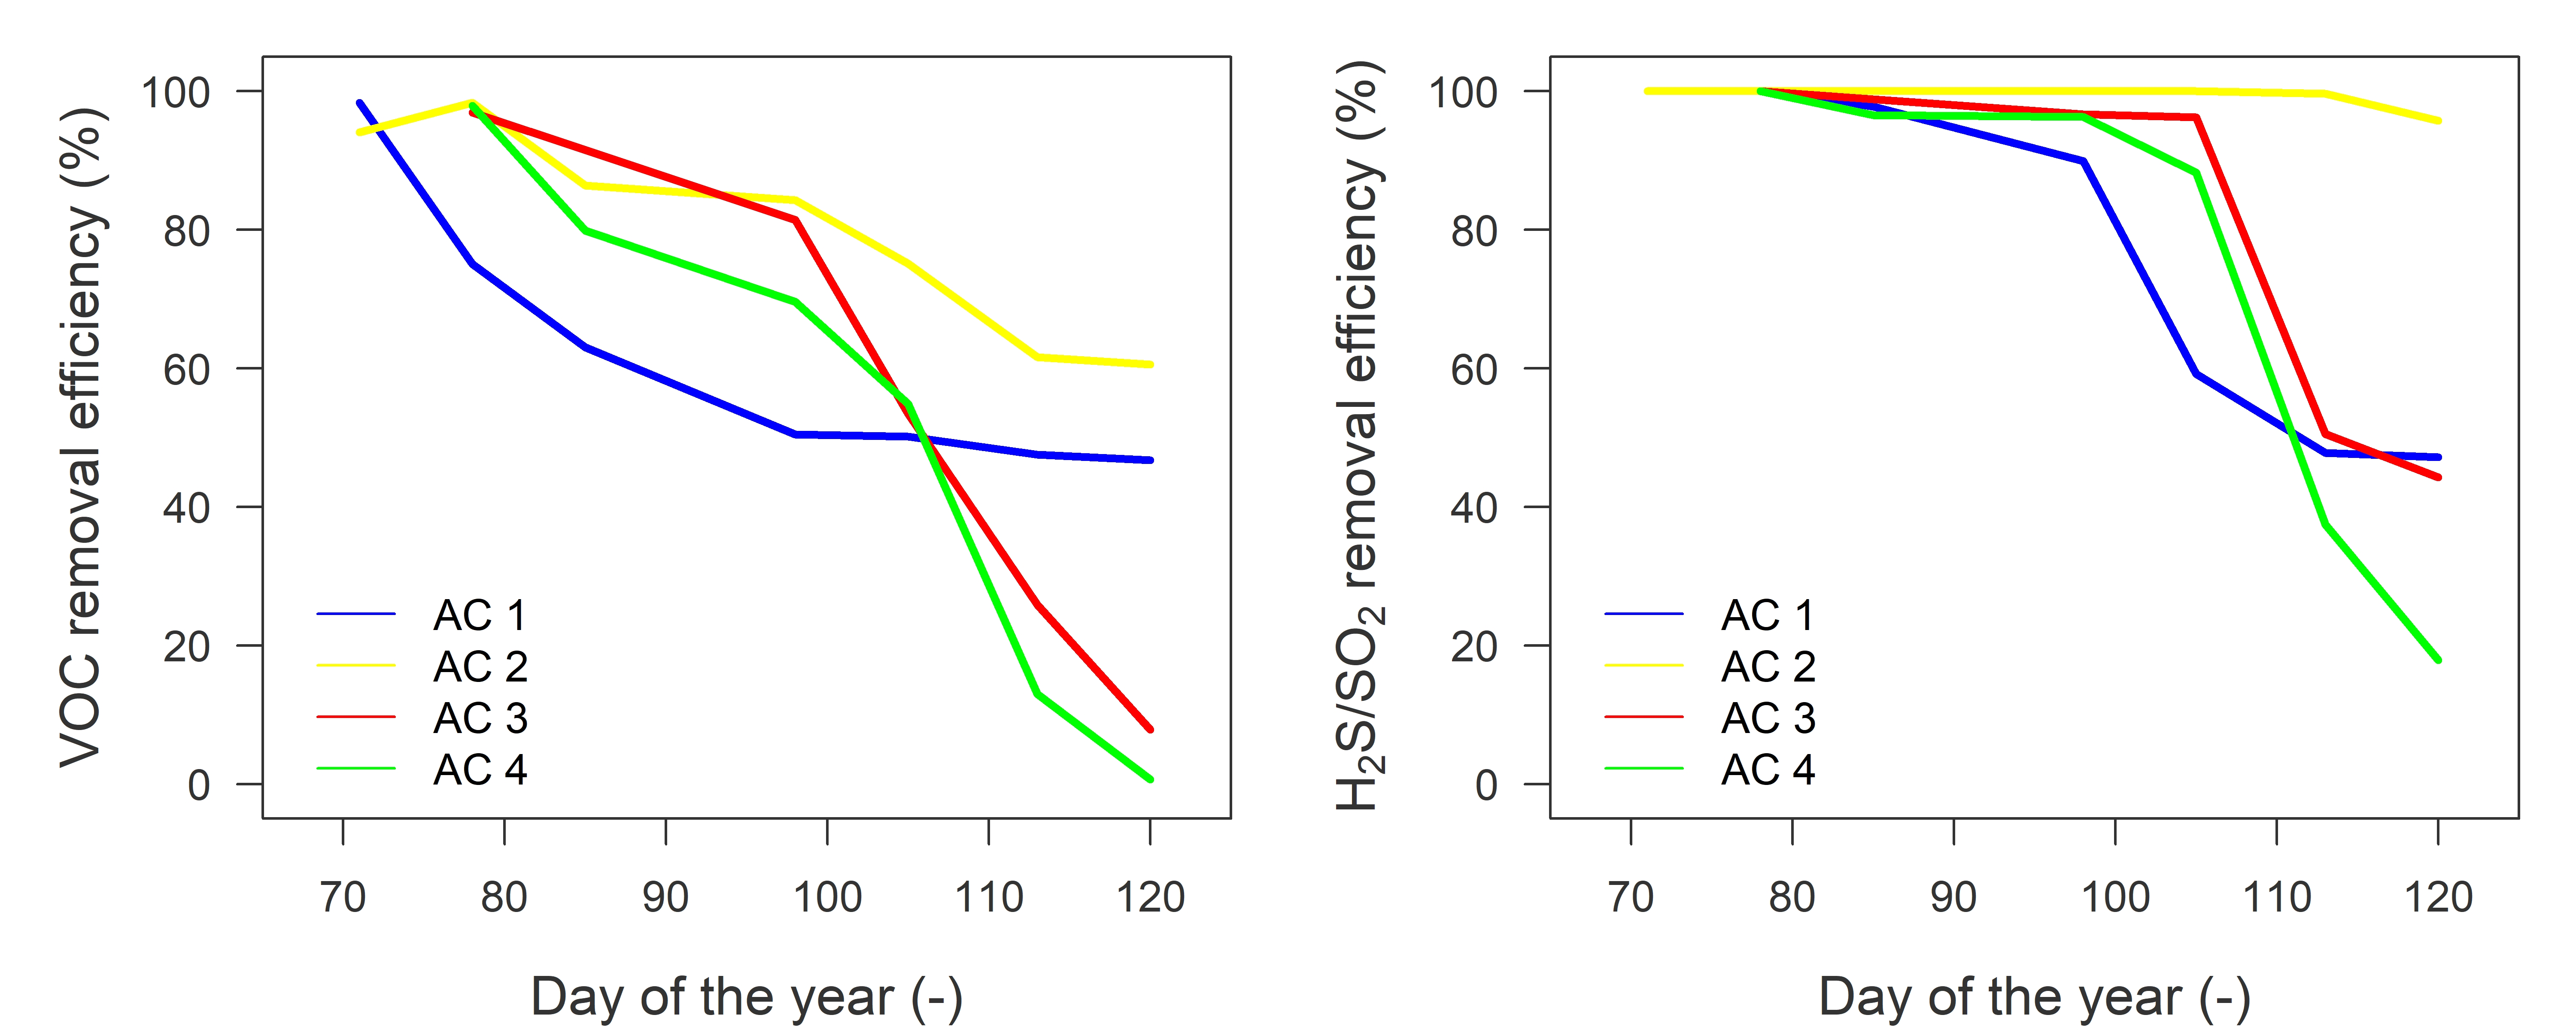 VOC removal efficiency (%)
100
80
60
40
20
0
AC 1
AC 2
AC 3
AC 4
70 80 90 100 110 120
Day of the year (-)
H₂S/SO₂ removal efficiency (%)
100
80
60
40
20
0
AC 1
AC 2
AC 3
AC 4
70 80 90 100 110 120
Day of the year (-)